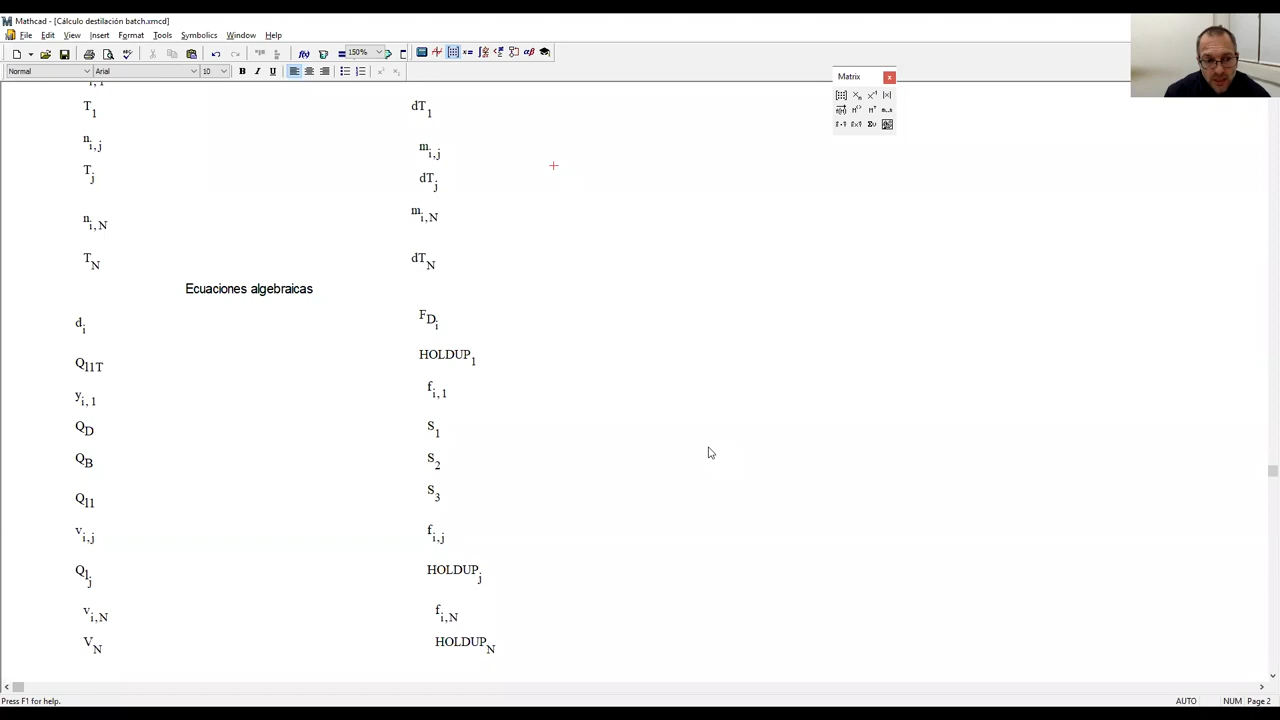 Mathcad - [Cálculo destilación batch.xmcd]
File Edit View Insert Format Tools Symbolics Window Help
150%
Normal Arial 10 B I U
Matrix
i,1
T1 dT1
ni,j mi,j
Tj dTj
ni,N mi,N
TN dTN
Ecuaciones algebraicas
di FDi
Ql1T HOLDUP1
yi,1 fi,1
QD S1
QB S2
Ql1 S3
vi,j fi,j
Qlj HOLDUPj
vi,N fi,N
VN HOLDUPN
Press F1 for help. AUTO NUM Page 2